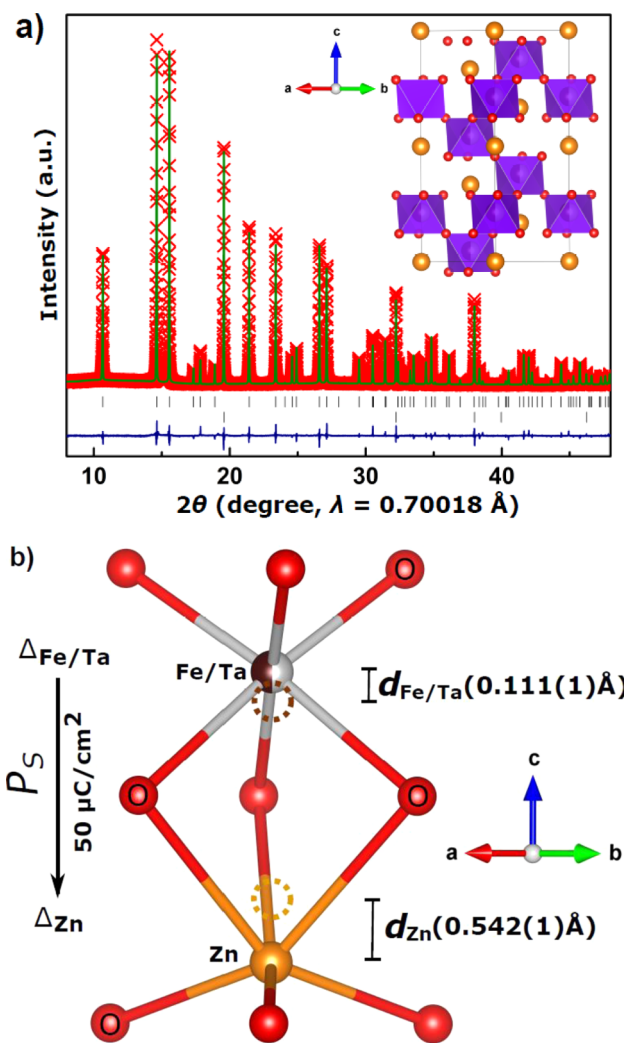 a)
c
a
b
Intensity (a.u.)
10
20
30
40
2θ (degree, λ = 0.70018 Å)
b)
O
ΔFe/Ta
Fe/Ta
dFe/Ta(0.111(1)Å)
PS
50 μC/cm²
O
O
c
a
b
ΔZn
Zn
dZn(0.542(1)Å)
O